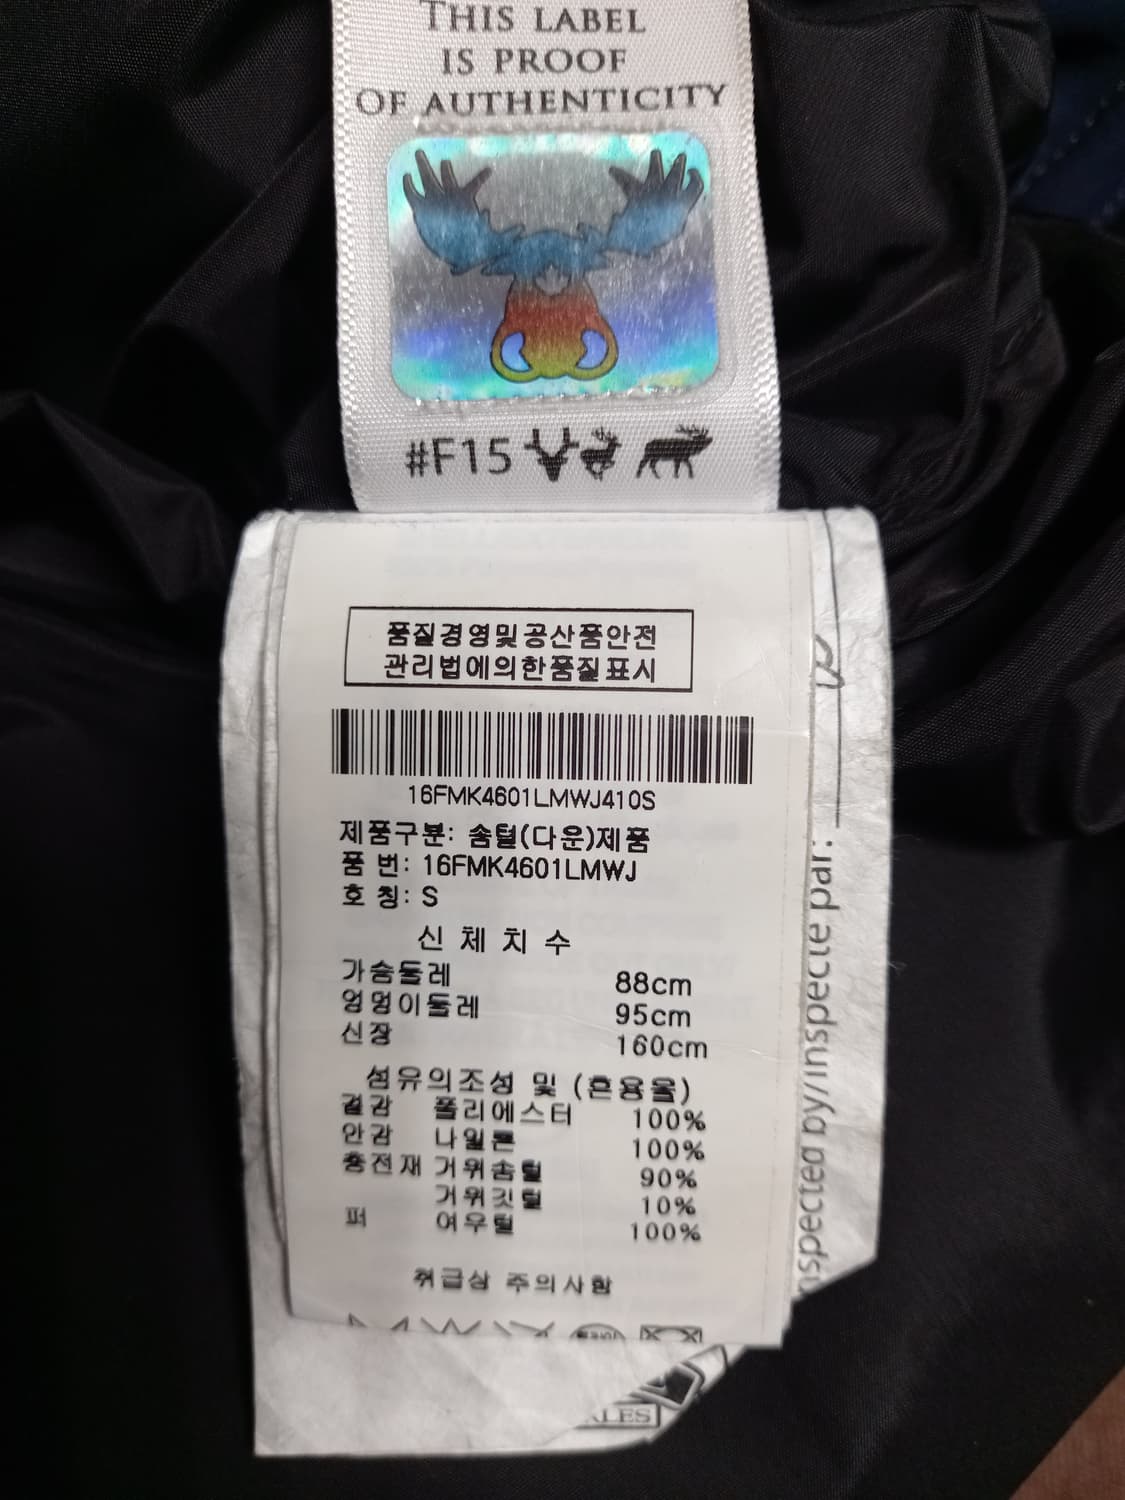 THIS LABEL
IS PROOF
OF AUTHENTICITY
#F15
품질경영및공산품안전
관리법에의한품질표시
16FMK4601LMWJ410S
제품구분: 솜털(다운)제품
품 번: 16FMK4601LMWJ
호 칭: S
신 체 치 수
가슴둘레 88cm
엉덩이둘레 95cm
신장 160cm
섬유의조성 및 (혼용율)
겉감 폴리에스터 100%
안감 나일론 100%
충전재 거위솜털 90%
거위깃털 10%
퍼 여우털 100%
취급상 주의사항
nspected by/inspecté par: